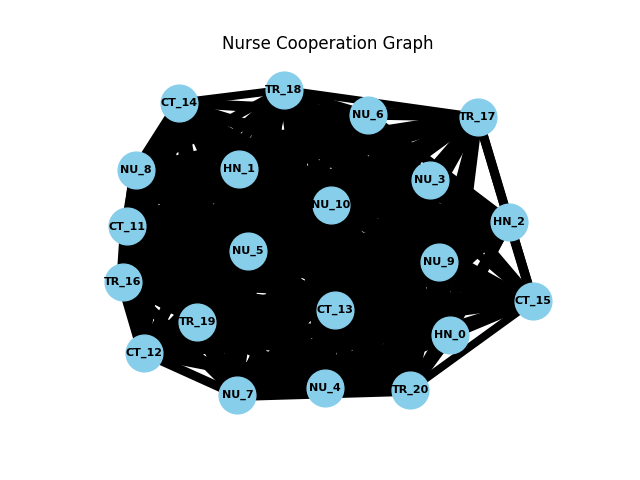 Nurse Cooperation Graph
TR_18
CT_14
NU_6
TR_17
HN_1
NU_8
NU_3
NU_10
HN_2
CT_11
NU_5
NU_9
TR_16
CT_15
CT_13
TR_19
HN_0
CT_12
NU_4
TR_20
NU_7